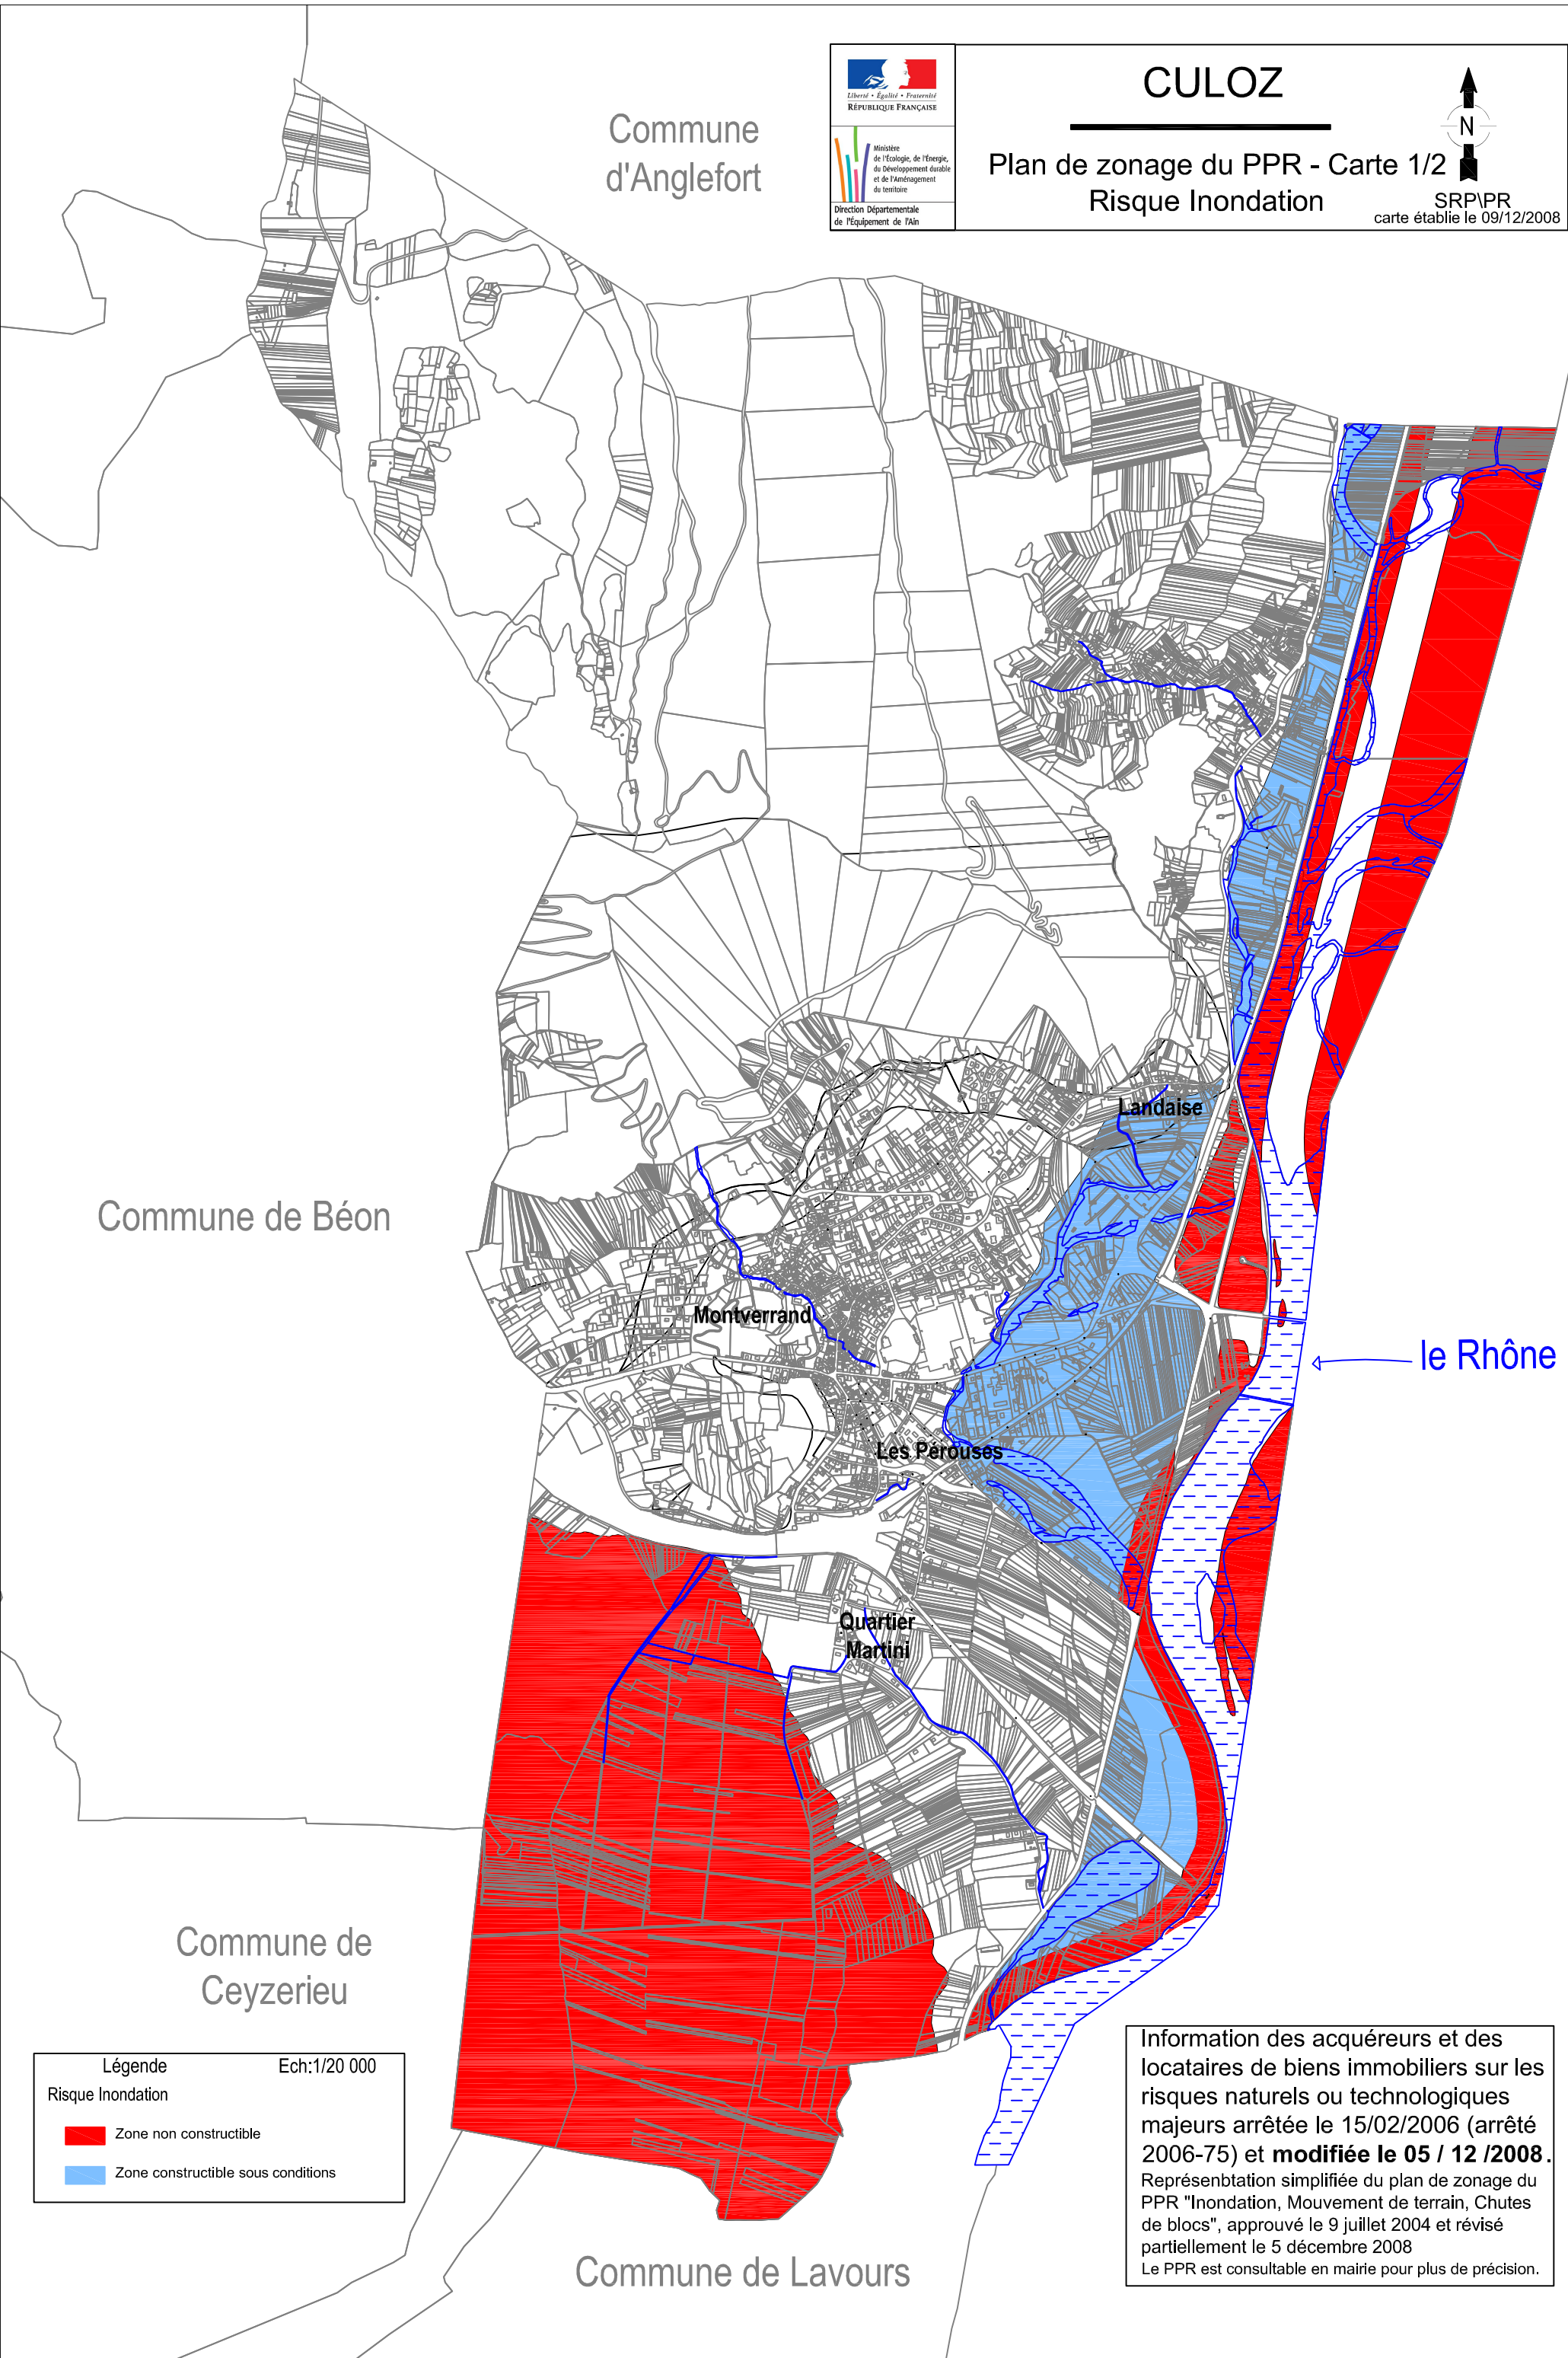 Liberté • Égalité • Fraternité
RÉPUBLIQUE FRANÇAISE
Ministère
de l'Écologie, de l'Énergie,
du Développement durable
et de l'Aménagement
du territoire
Direction Départementale
de l'Équipement de l'Ain
CULOZ
Plan de zonage du PPR - Carte 1/2
Risque Inondation
N
SRP\PR
carte établie le 09/12/2008
Commune
d'Anglefort
Landaise
Commune de Béon
Montverrand
le Rhône
Les Pérouses
Quartier
Martini
Commune de
Ceyzerieu
Légende
Ech:1/20 000
Risque Inondation
Zone non constructible
Zone constructible sous conditions
Commune de Lavours
Information des acquéreurs et des
locataires de biens immobiliers sur les
risques naturels ou technologiques
majeurs arrêtée le 15/02/2006 (arrêté
2006-75) et modifiée le 05 / 12 /2008.
Représenbtation simplifiée du plan de zonage du
PPR "Inondation, Mouvement de terrain, Chutes
de blocs", approuvé le 9 juillet 2004 et révisé
partiellement le 5 décembre 2008
Le PPR est consultable en mairie pour plus de précision.